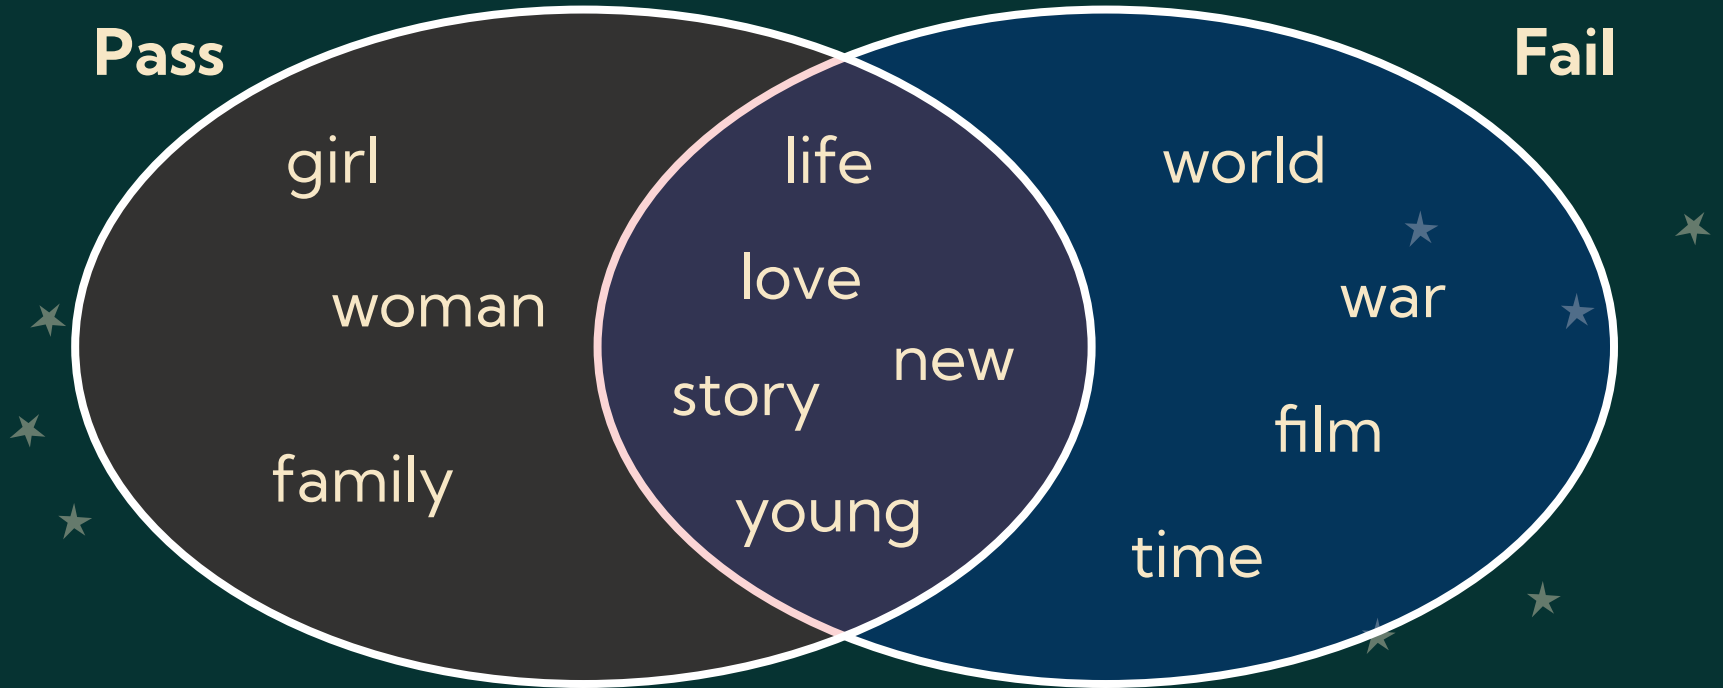 Pass
girl
woman
family
life
love
new
story
young
Fail
world
war
film
time